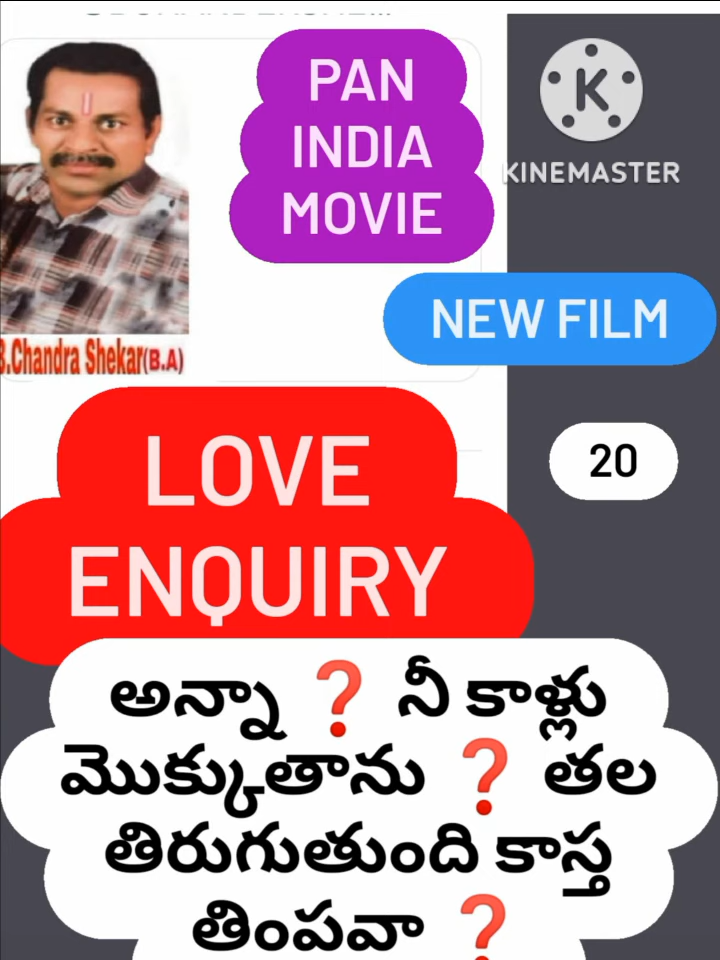 PAN
INDIA
MOVIE
K
KINEMASTER
NEW FILM
B.Chandra Shekar(B.A)
LOVE
ENQUIRY
20
అన్నా ❓ నీ కాళ్లు
మొక్కుతాను ❓ తల
తిరుగుతుంది కాస్త
తింపవా ❓